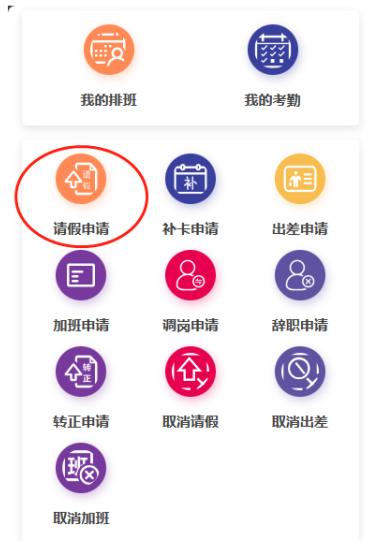 我的排班 我的考勤
请假
请假申请 补卡申请 出差申请
补
加班申请 调岗申请 辞职申请
转正
转正申请 取消请假 取消出差
班
取消加班